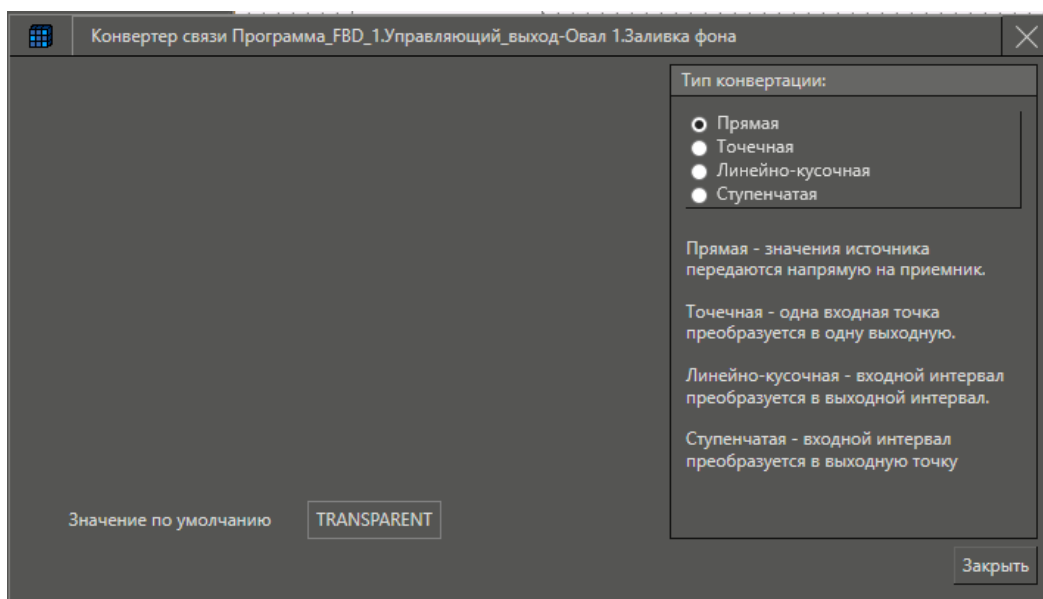 Конвертер связи Программа_FBD_1.Управляющий_выход-Овал 1.Заливка фона
Тип конвертации:
Прямая
Точечная
Линейно-кусочная
Ступенчатая
Прямая - значения источника
передаются напрямую на приемник.
Точечная - одна входная точка
преобразуется в одну выходную.
Линейно-кусочная - входной интервал
преобразуется в выходной интервал.
Ступенчатая - входной интервал
преобразуется в выходную точку
Значение по умолчанию
TRANSPARENT
Закрыть